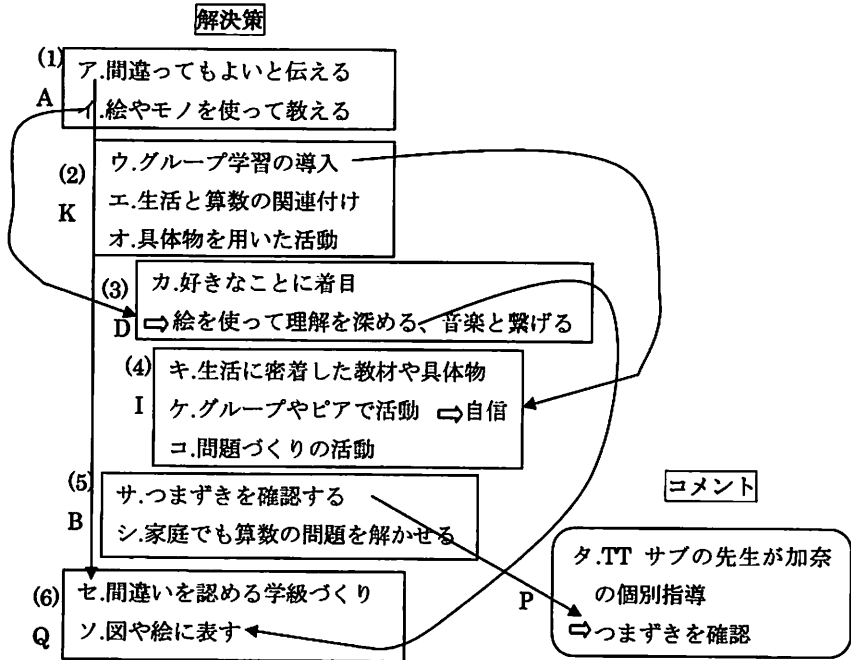 解決策
(1)
A
ア.間違ってもよいと伝える
イ.絵やモノを使って教える
(2)
K
ウ.グループ学習の導入
エ.生活と算数の関連付け
オ.具体物を用いた活動
(3)
D
カ.好きなことに着目
⇨絵を使って理解を深める、音楽と繋げる
(4)
I
キ.生活に密着した教材や具体物
ケ.グループやピアで活動 ⇨自信
コ.問題づくりの活動
(5)
B
サ.つまずきを確認する
シ.家庭でも算数の問題を解かせる
(6)
Q
セ.間違いを認める学級づくり
ソ.図や絵に表す
コメント
P
タ.TT サブの先生が加奈
の個別指導
⇨つまずきを確認